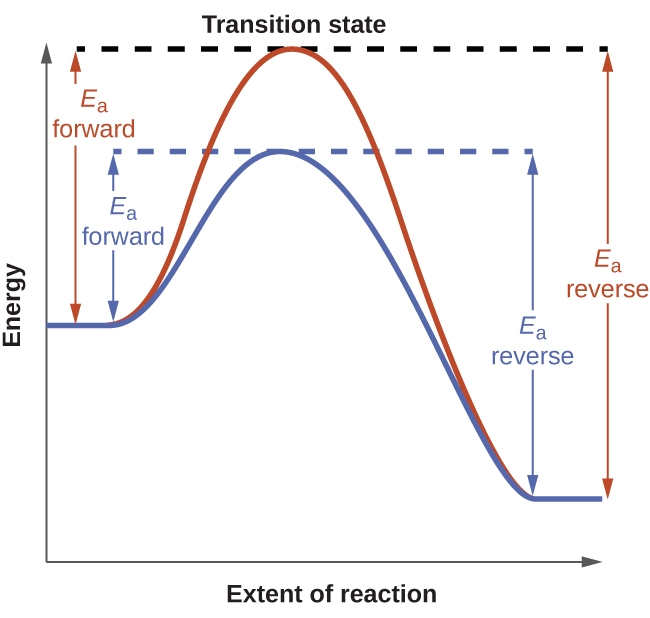 Transition state
Ea
forward
Ea
forward
Ea
reverse
Ea
reverse
Energy
Extent of reaction